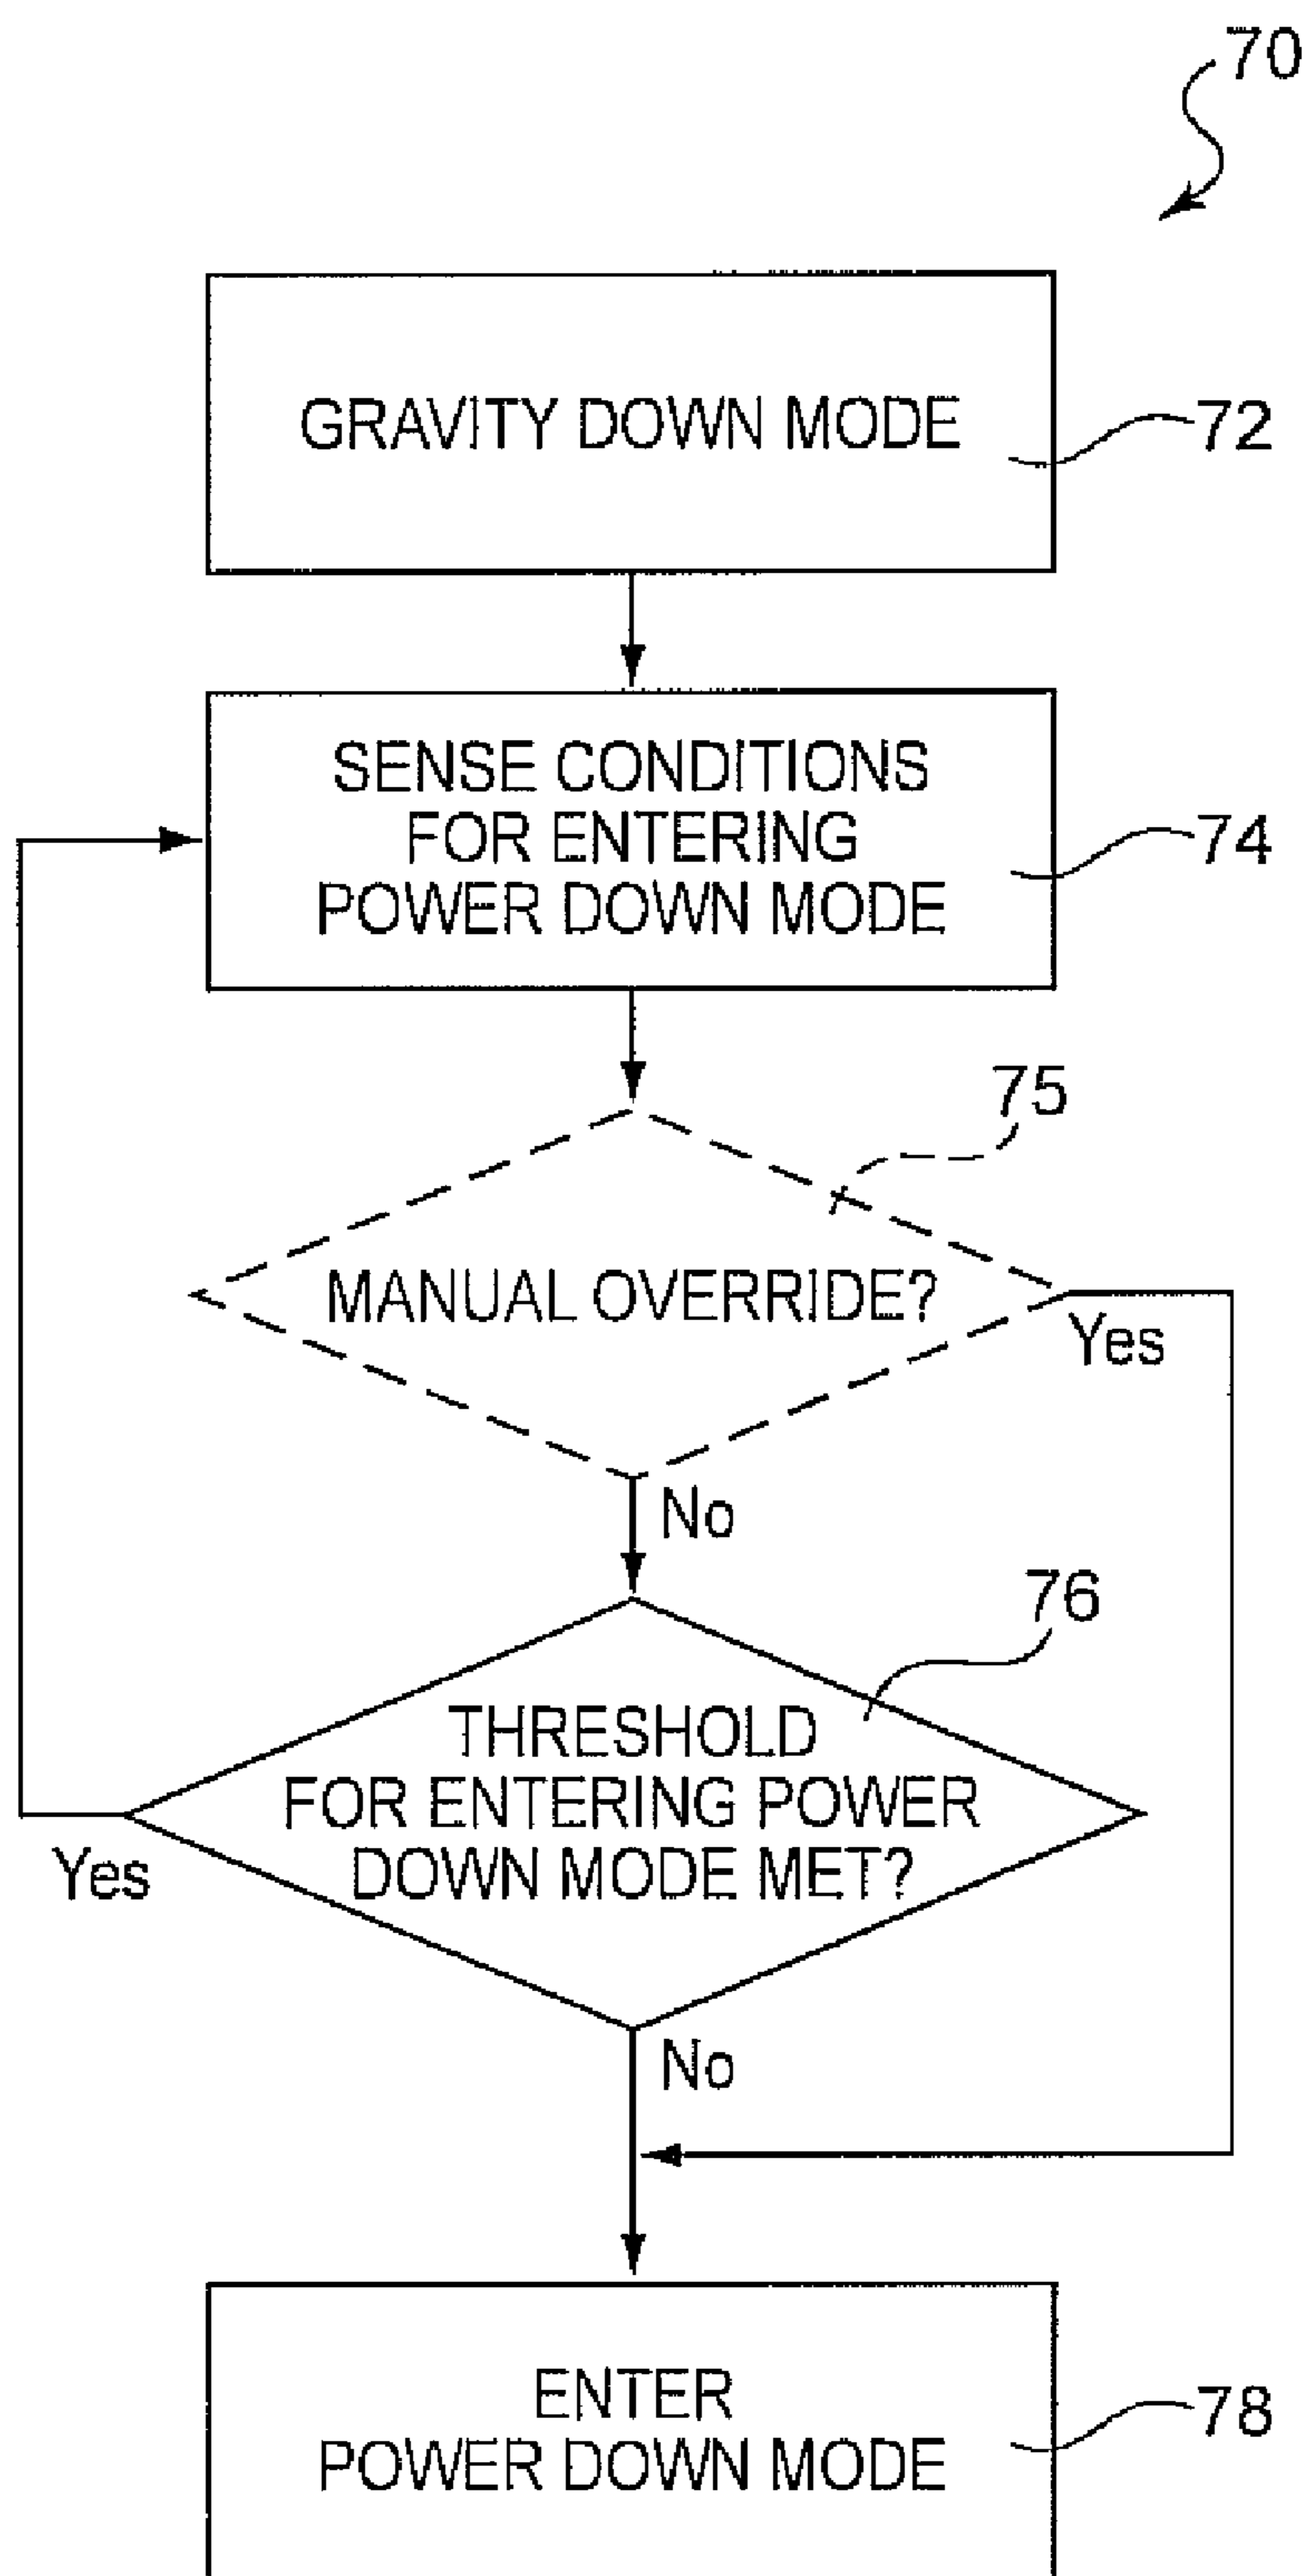 70
GRAVITY DOWN MODE
72
SENSE CONDITIONS
FOR ENTERING
POWER DOWN MODE
74
75
MANUAL OVERRIDE?
Yes
No
76
THRESHOLD
FOR ENTERING POWER
DOWN MODE MET?
Yes
No
ENTER
POWER DOWN MODE
78